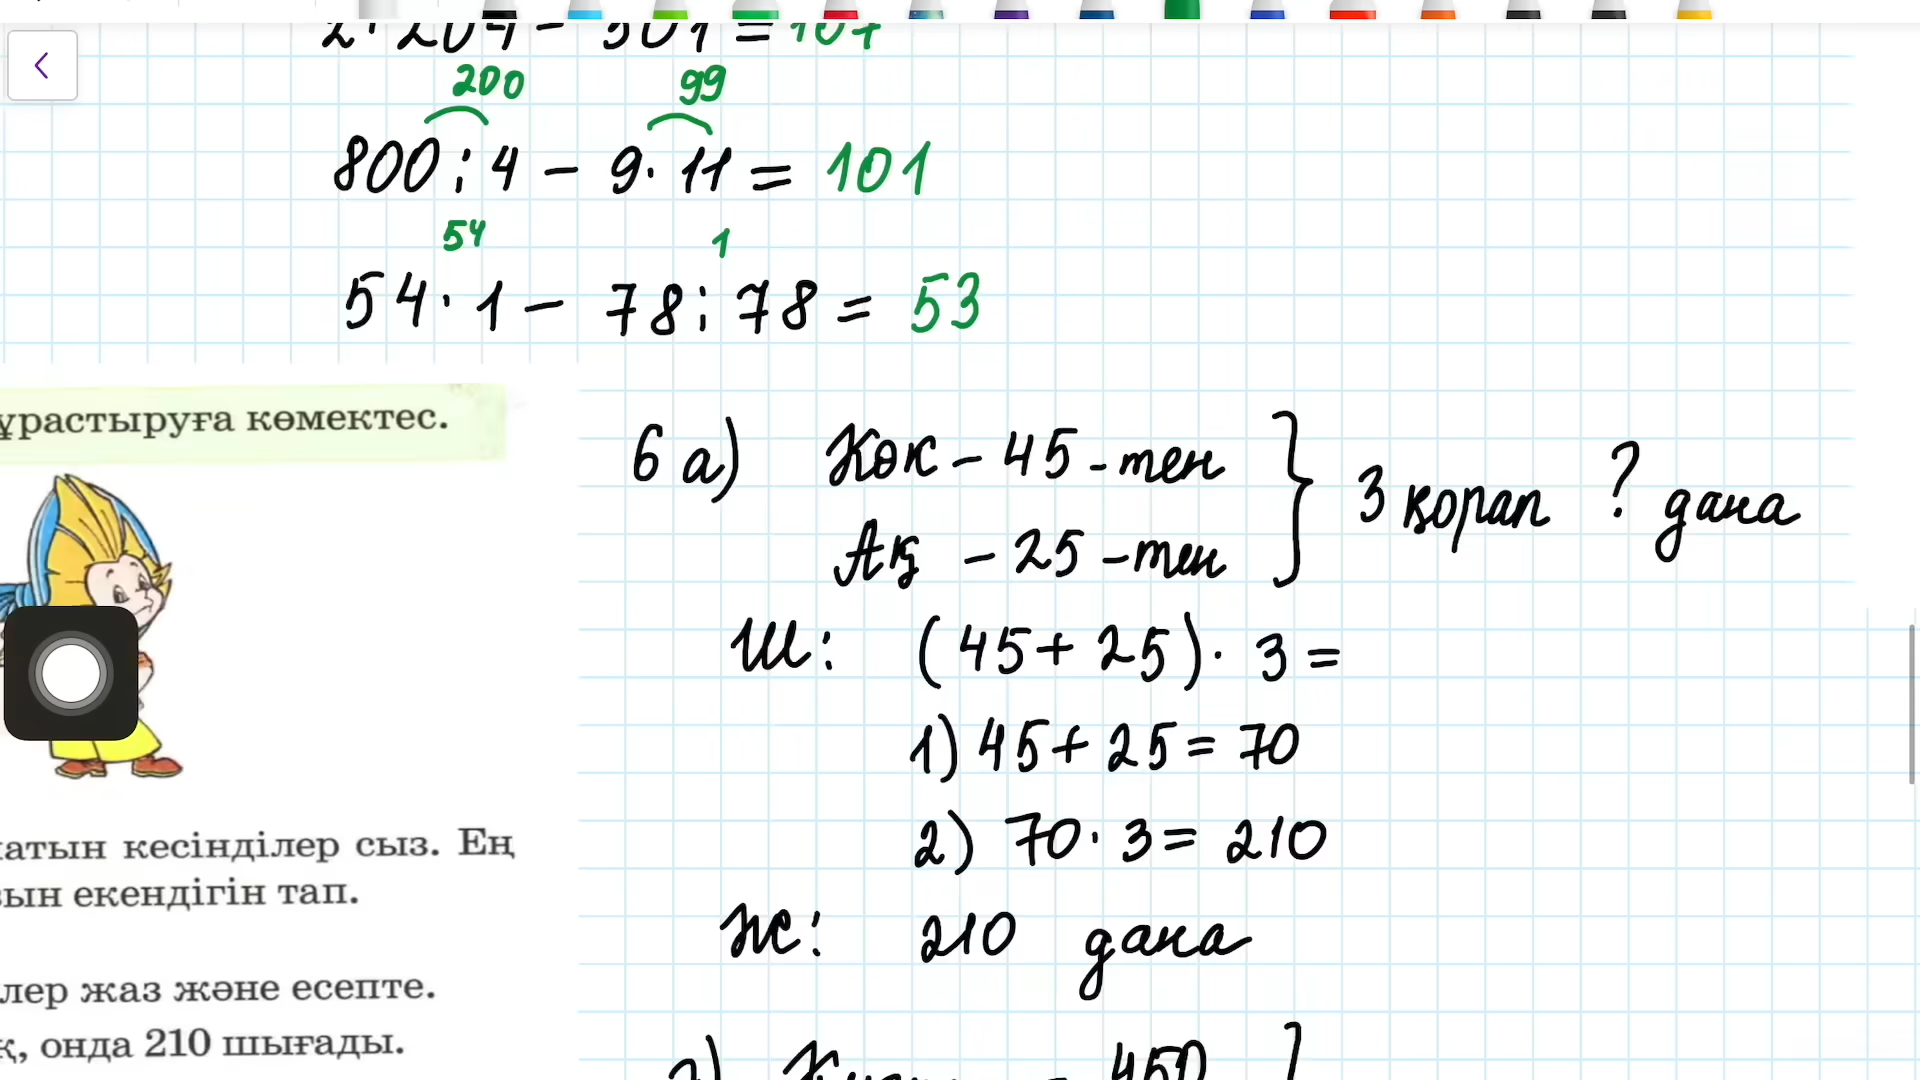 200 99
800 : 4 - 9 · 11 = 101
54 1
54 · 1 - 78 : 78 = 53
ұрастыруға көмектес.
6 а) Көк - 45 - тен
Ақ - 25 - тен
3 қорап ? дана
Ш: (45 + 25) · 3 =
1) 45 + 25 = 70
2) 70 · 3 = 210
Ж: 210 дана
атын кесінділер сыз. Ең
ын екендігін тап.
лер жаз және есепте.
қ, онда 210 шығады.
450